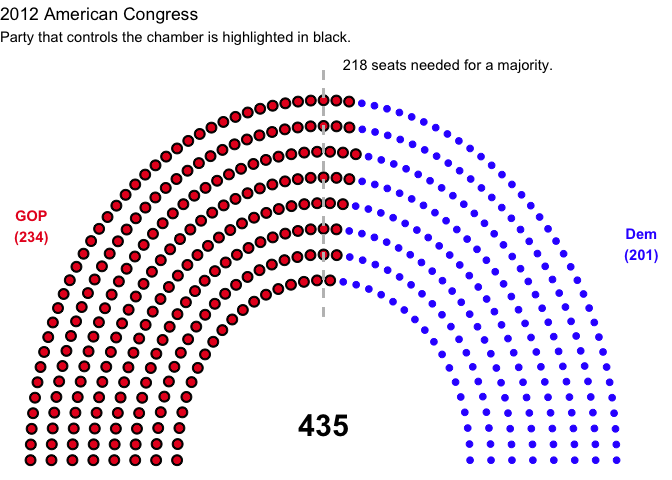 2012 American Congress
Party that controls the chamber is highlighted in black.
218 seats needed for a majority.
GOP
(234)
Dem
(201)
435